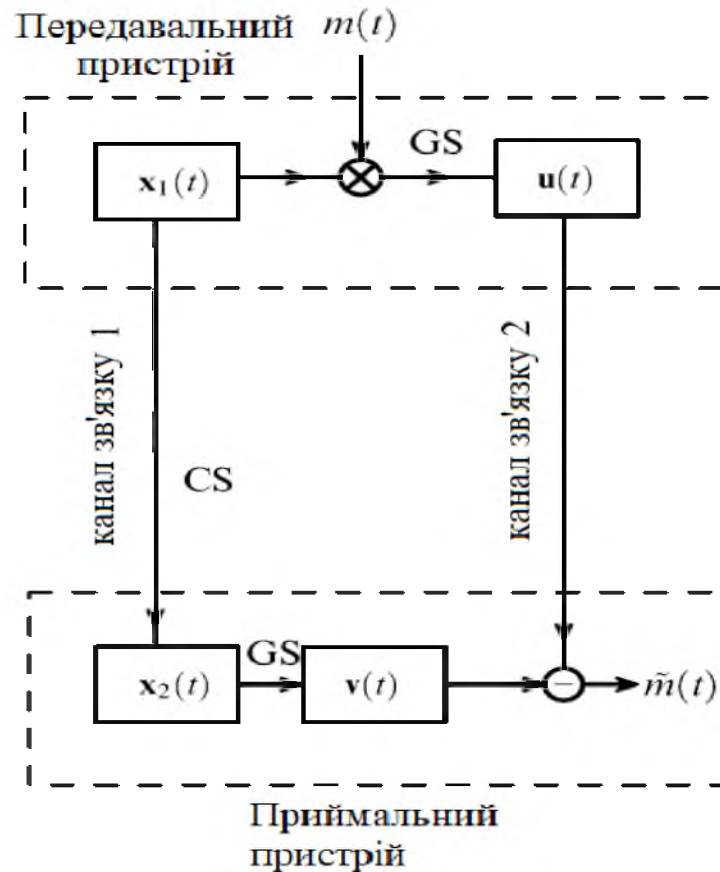 Передавальний
пристрій
m(t)
x₁(t)
GS
u(t)
канал зв'язку 1
CS
канал зв'язку 2
x₂(t)
GS
v(t)
m̃(t)
Приймальний
пристрій